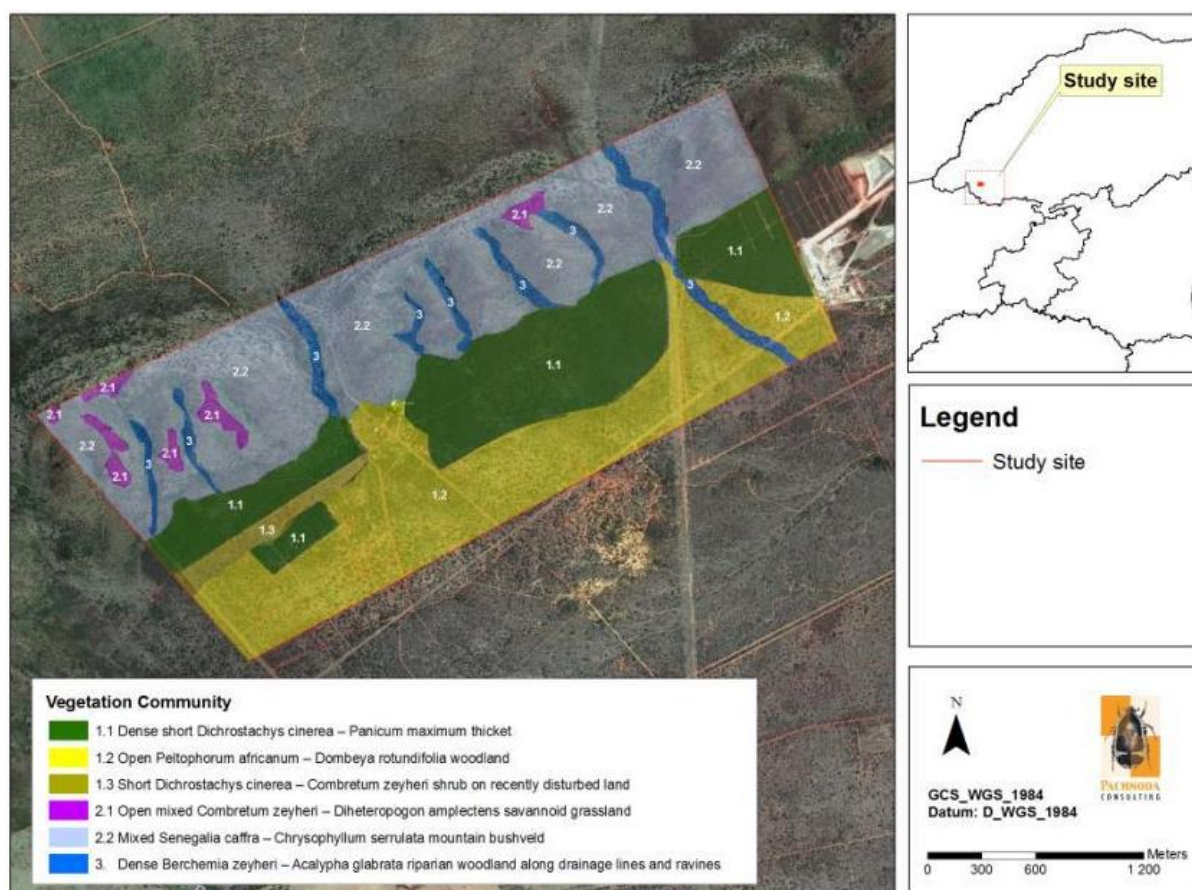 2.2
2.1
2.2
3
2.2
1.1
3
3
3
3
1.2
2.2
3
1.1
2.2
3
2.1
2.1
2.1
2.2
3
2.1
3
2.1
1.1
1.2
1.3
1.1
Vegetation Community
1.1 Dense short Dichrostachys cinerea – Panicum maximum thicket
1.2 Open Peltophorum africanum – Dombeya rotundifolia woodland
1.3 Short Dichrostachys cinerea – Combretum zeyheri shrub on recently disturbed land
2.1 Open mixed Combretum zeyheri – Diheteropogon amplectens savannoid grassland
2.2 Mixed Senegalia caffra – Chrysophyllum serrulata mountain bushveld
3. Dense Berchemia zeyheri – Acalypha glabrata riparian woodland along drainage lines and ravines
Study site
Legend
Study site
N
PACHNODA
CONSULTING
GCS_WGS_1984
Datum: D_WGS_1984
Meters
0 300 600 1 200